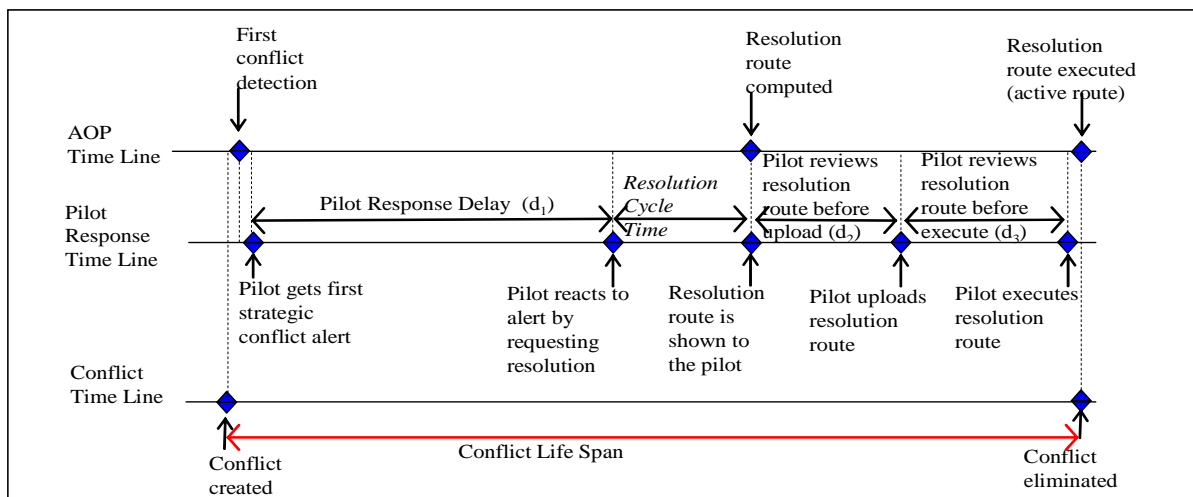 First
conflict
detection
Resolution
route
computed
Resolution
route executed
(active route)
AOP
Time Line
Pilot
Response
Time Line
Pilot Response Delay (d1)
Resolution
Cycle
Time
Pilot reviews
resolution
route before
upload (d2)
Pilot reviews
resolution
route before
execute (d3)
Pilot gets first
strategic
conflict alert
Pilot reacts to
alert by
requesting
resolution
Resolution
route is
shown to
the pilot
Pilot uploads
resolution
route
Pilot executes
resolution
route
Conflict
Time Line
Conflict Life Span
Conflict
created
Conflict
eliminated